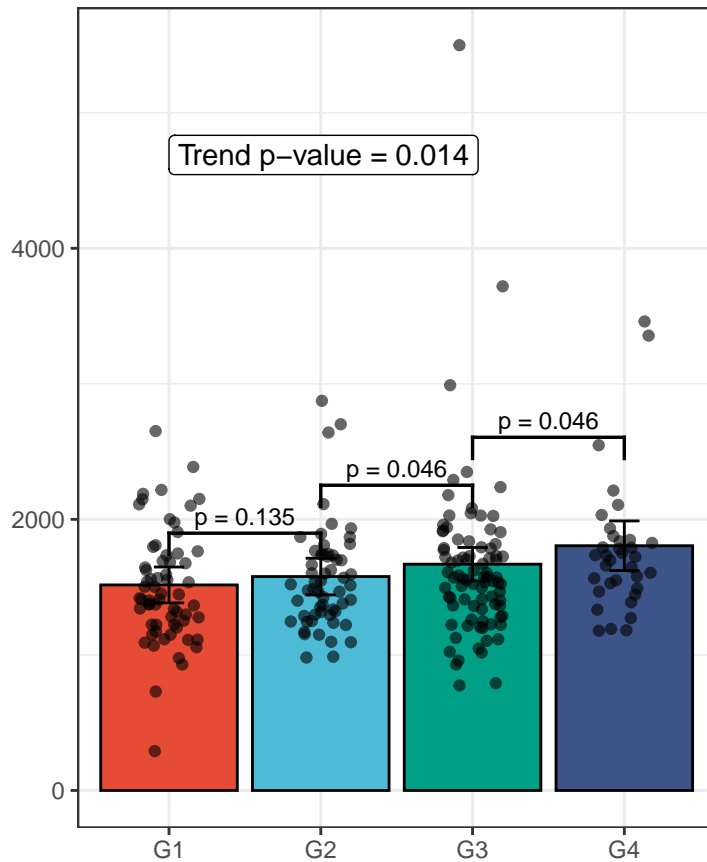 Trend p−value = 0.014
4000
p = 0.046
p = 0.046
2000
p = 0.135
0
G1
G2
G3
G4